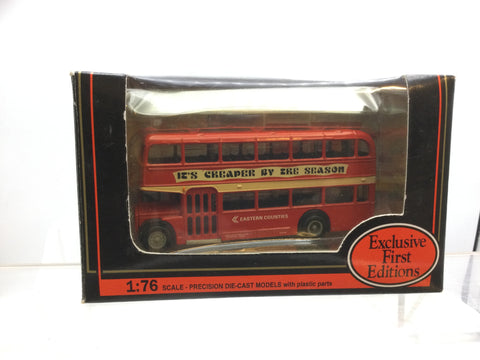 IT'S CHEAPER BY THE SEASON
EASTERN COUNTIES
Exclusive
First
Editions
1:76 SCALE - PRECISION DIE-CAST MODELS with plastic parts